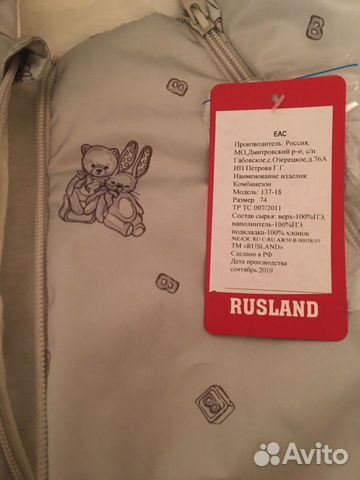 EAC
Производитель: Россия,
МО,Дмитровский р-н, с/п
Габовское,с.Озерецкое,д.76А
ИП Петрова Г.Г.
Наименование изделия:
Комбинезон
Модель: 137-18
Размер 74
ТР ТС 007/2011
Состав сырья: верх-100%ПЭ,
наполнитель-100%ПЭ
подкладка-100% хлопок
ТМ «RUSLAND»
Сделано в РФ
Дата производства
сентябрь 2019
RUSLAND
B
B
Avito